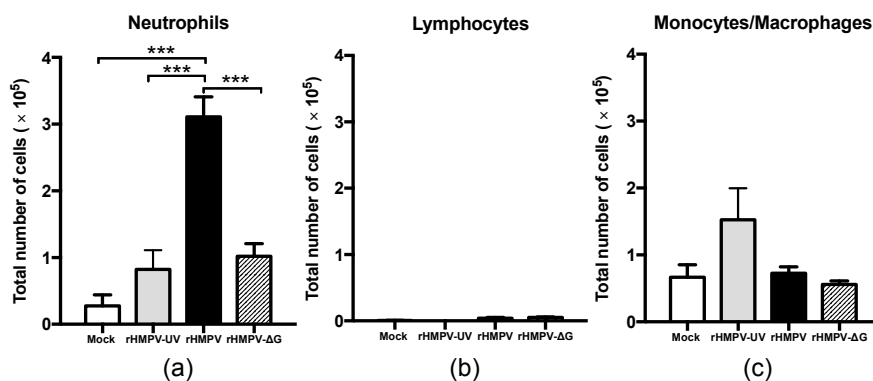 Neutrophils
Total number of cells ( × 10⁵)
4
3
2
1
0
***
***
***
Mock
rHMPV-UV
rHMPV
rHMPV-ΔG
(a)
Lymphocytes
Total number of cells ( × 10⁵)
4
3
2
1
0
Mock
rHMPV-UV
rHMPV
rHMPV-ΔG
(b)
Monocytes/Macrophages
Total number of cells ( × 10⁵)
4
3
2
1
0
Mock
rHMPV-UV
rHMPV
rHMPV-ΔG
(c)